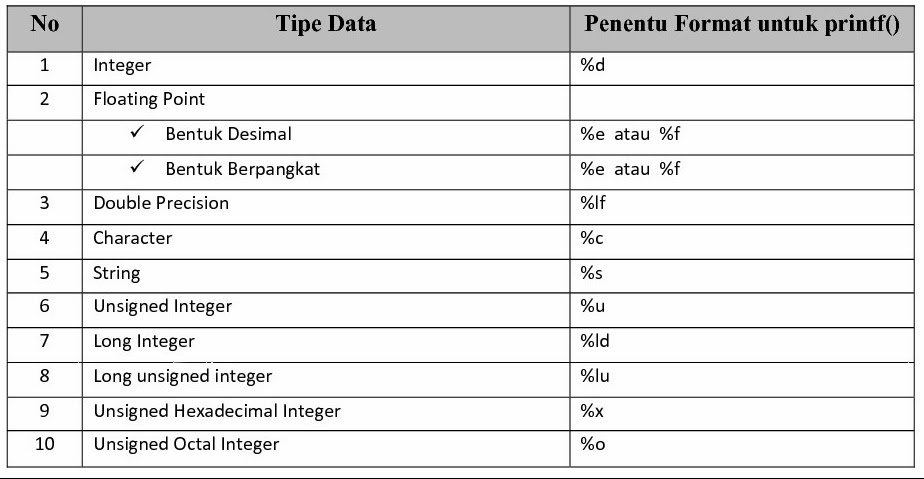 No Tipe Data Penentu Format untuk printf()
1 Integer %d
2 Floating Point
✓ Bentuk Desimal %e atau %f
✓ Bentuk Berpangkat %e atau %f
3 Double Precision %lf
4 Character %c
5 String %s
6 Unsigned Integer %u
7 Long Integer %ld
8 Long unsigned integer %lu
9 Unsigned Hexadecimal Integer %x
10 Unsigned Octal Integer %o